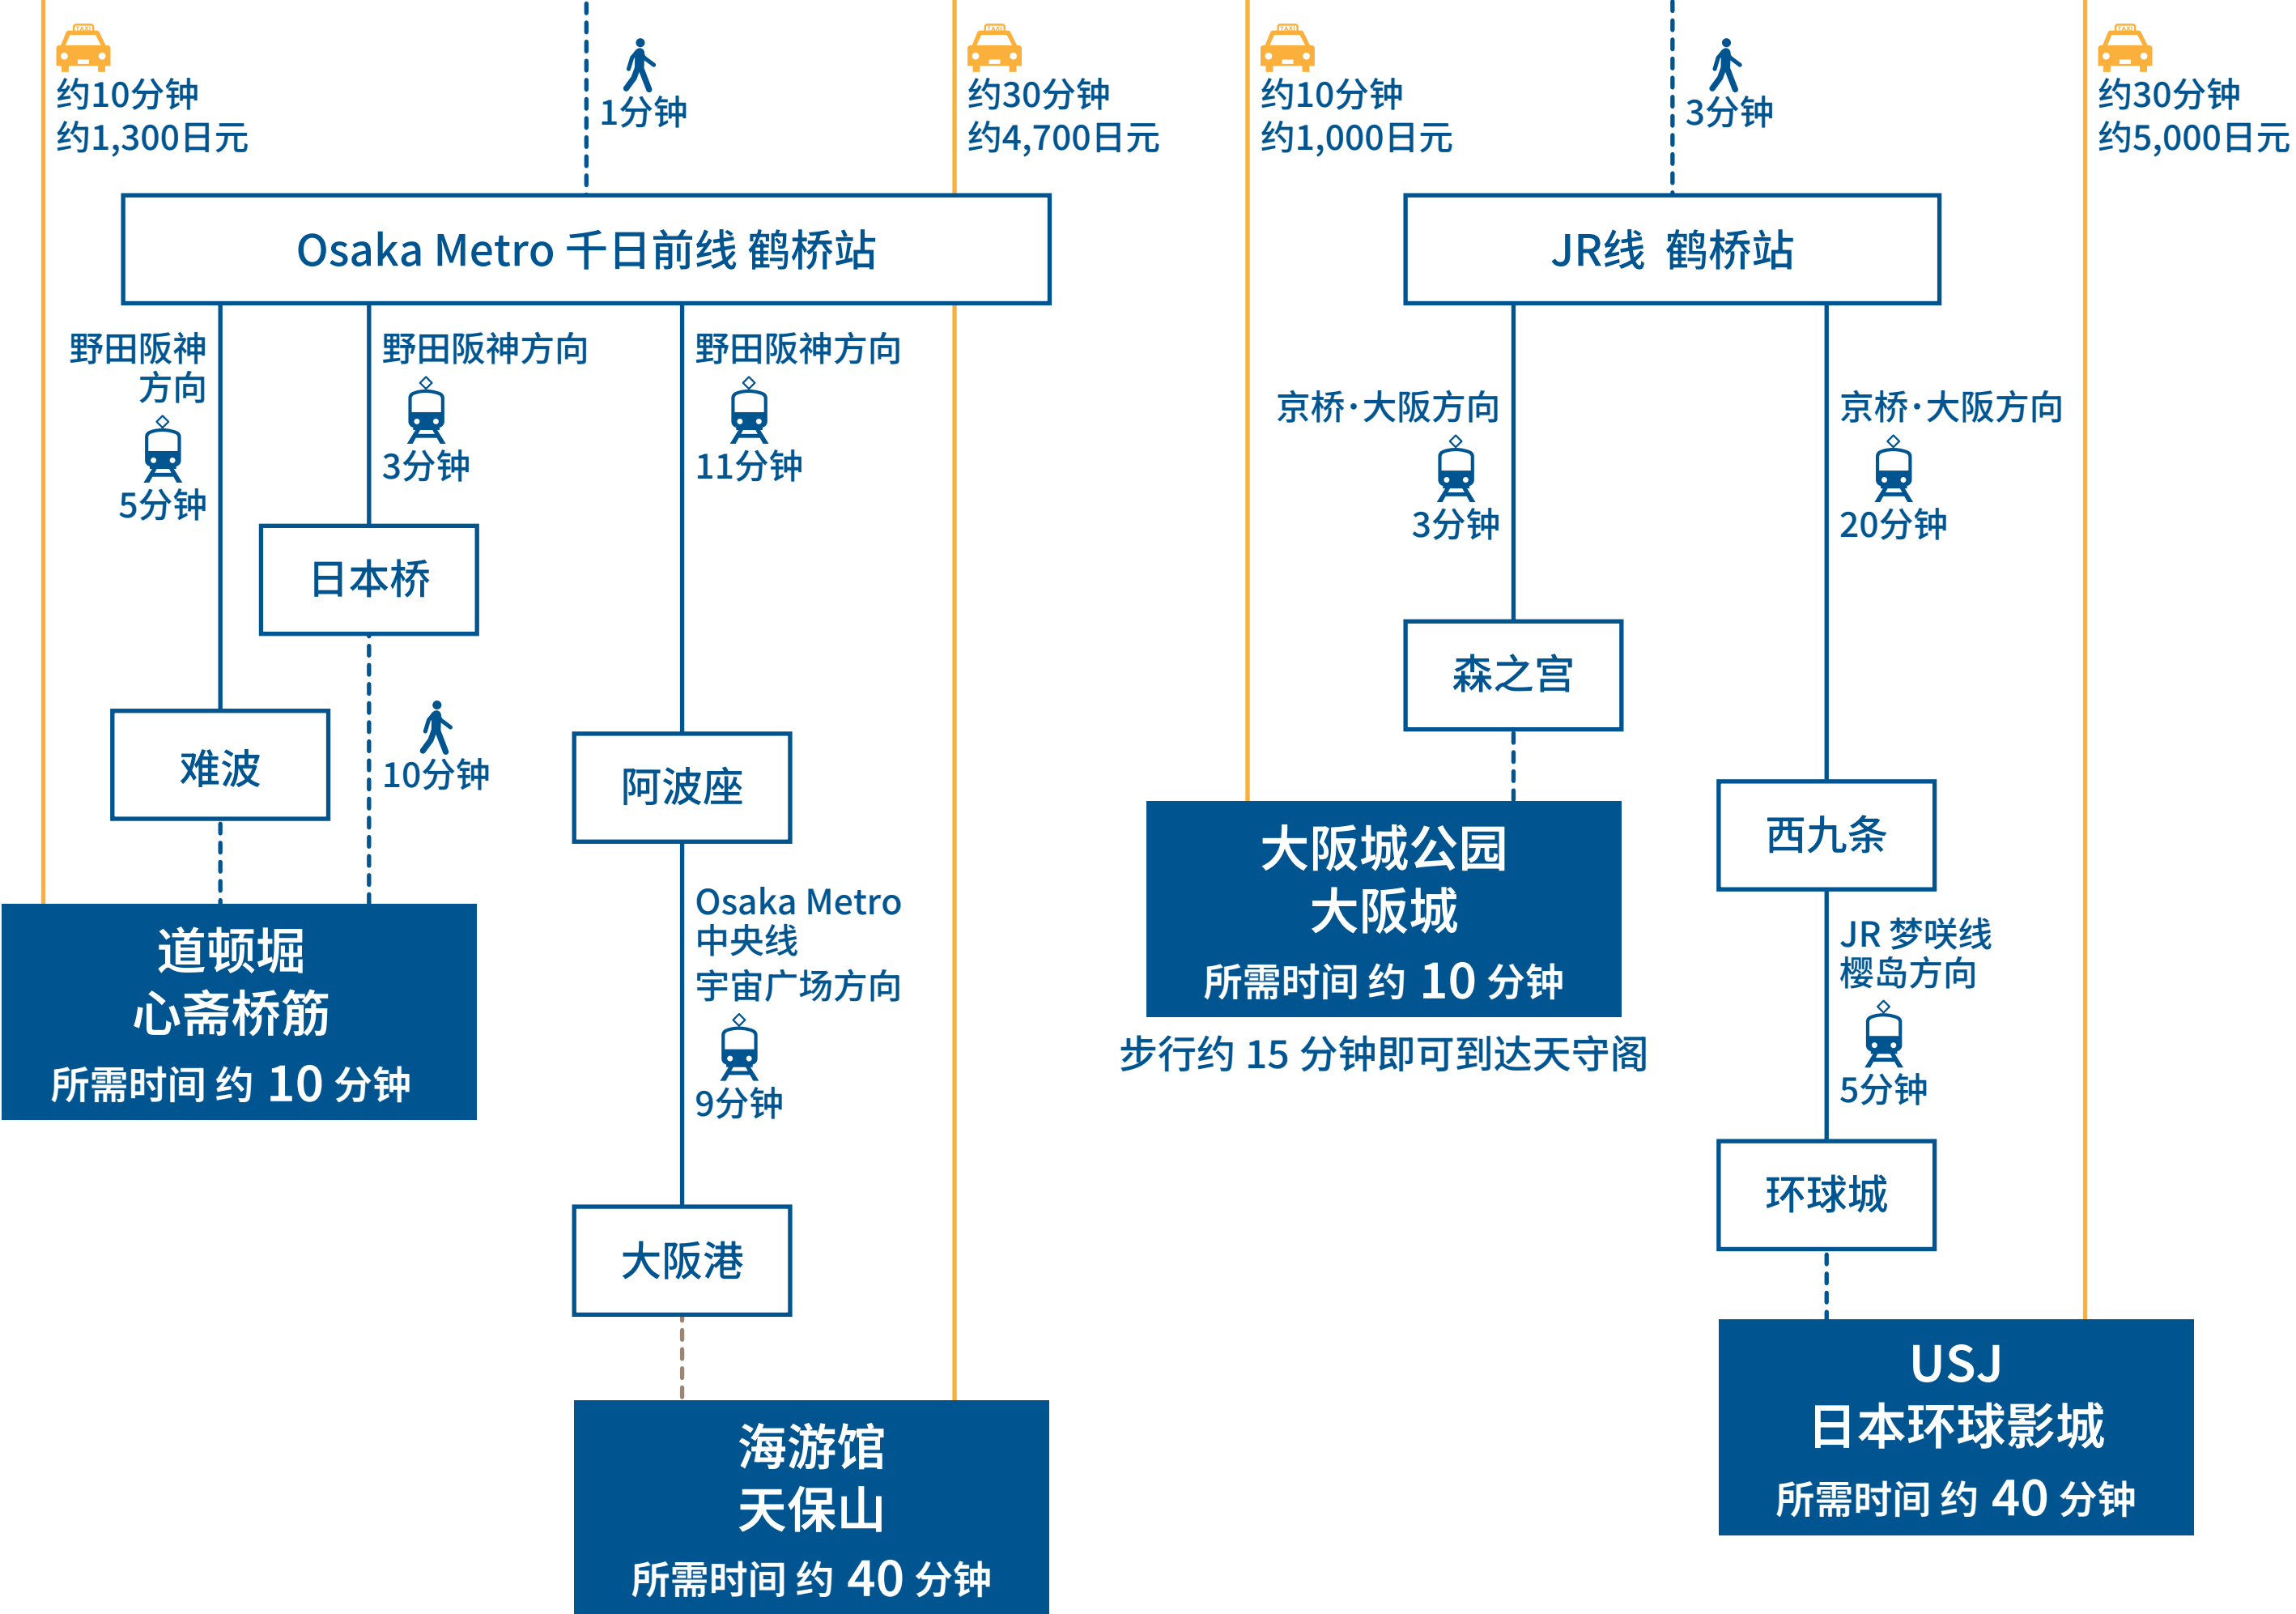 TAXI
约10分钟
约1,300日元
1分钟
TAXI
约30分钟
约4,700日元
TAXI
约10分钟
约1,000日元
3分钟
TAXI
约30分钟
约5,000日元
Osaka Metro 千日前线 鹤桥站
JR线 鹤桥站
野田阪神
方向
5分钟
野田阪神方向
3分钟
野田阪神方向
11分钟
京桥·大阪方向
3分钟
京桥·大阪方向
20分钟
日本桥
森之宫
难波
10分钟
阿波座
西九条
大阪城公园
大阪城
所需时间 约 10 分钟
步行约 15 分钟即可到达天守阁
道顿堀
心斋桥筋
所需时间 约 10 分钟
Osaka Metro
中央线
宇宙广场方向
9分钟
JR 梦咲线
樱岛方向
5分钟
环球城
大阪港
USJ
日本环球影城
所需时间 约 40 分钟
海游馆
天保山
所需时间 约 40 分钟